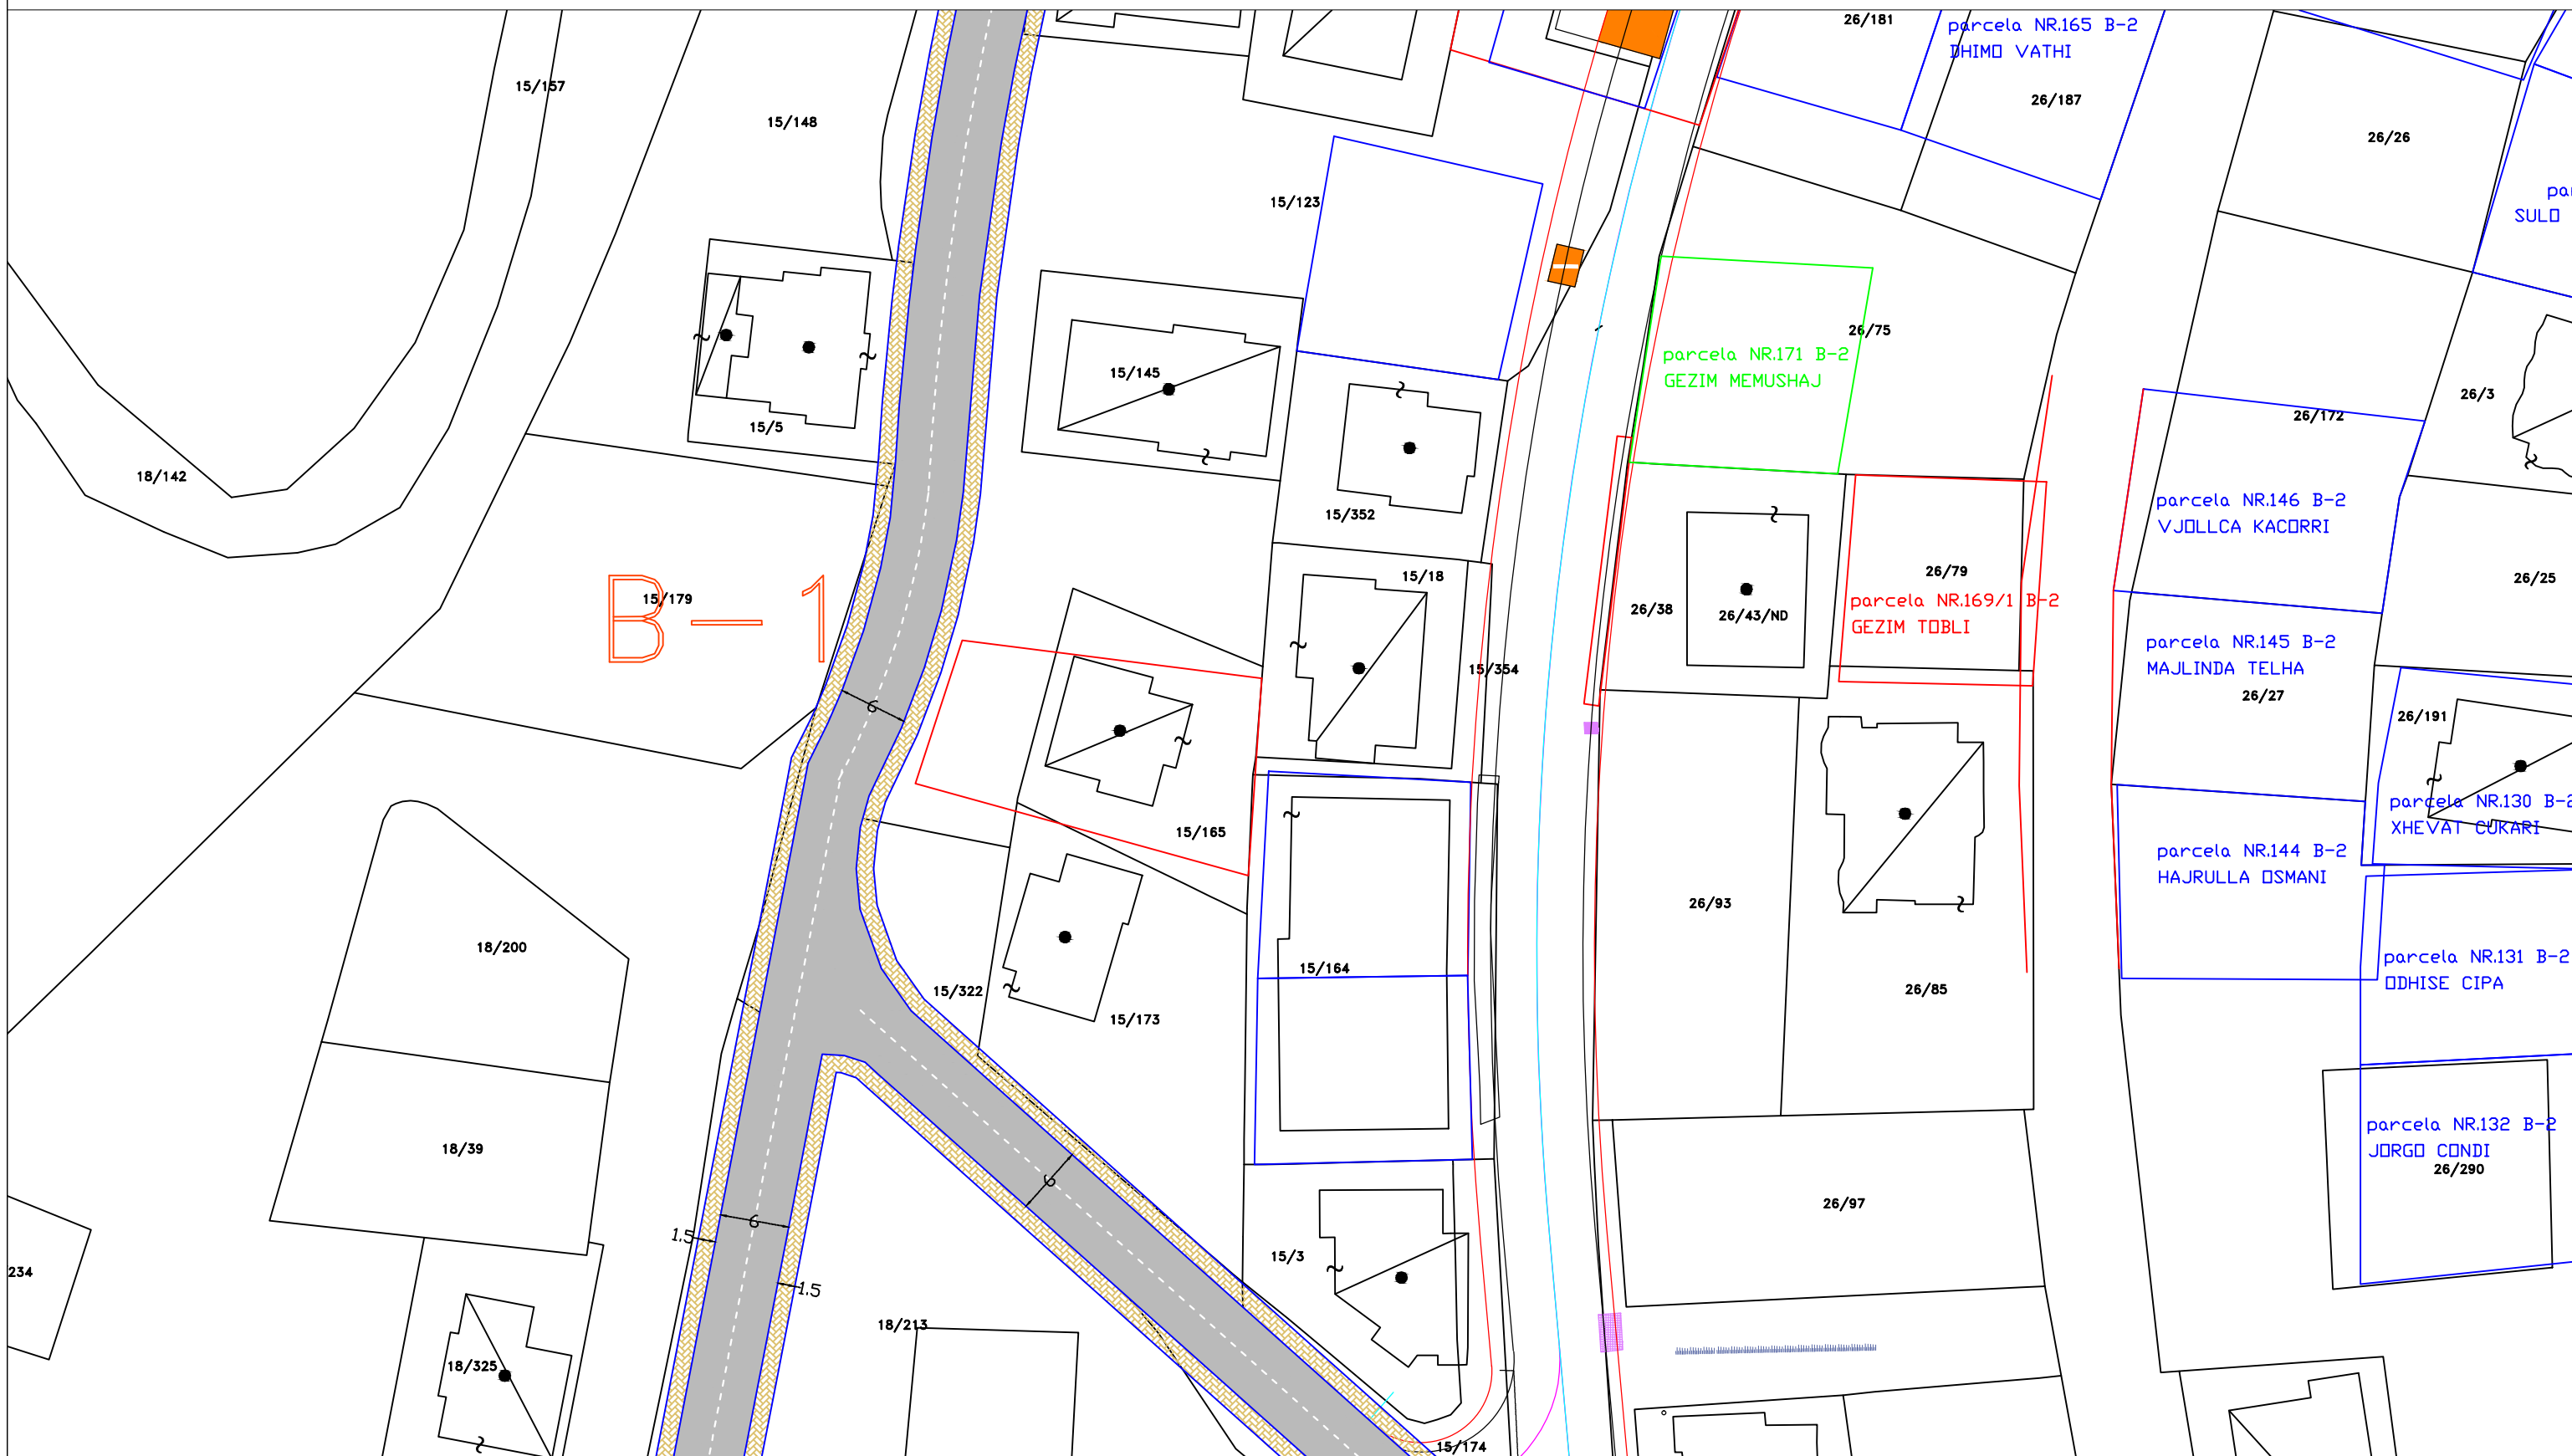 26/181
parcela NR.165 B-2
DHIMO VATHI
15/157
26/187
15/148
26/26
15/123
SULO
26/75
parcela NR.171 B-2
GEZIM MEMUSHAJ
15/145
26/3
26/172
15/5
18/142
parcela NR.146 B-2
VJOLLCA KACORRI
15/352
15/18
26/79
26/25
B-1
15/179
26/38
26/43/ND
parcela NR.169/1 B-2
GEZIM TOBLI
parcela NR.145 B-2
MAJLINDA TELHA
15/354
26/27
6
26/191
parcela NR.130 B-2
XHEVAT CUKARI
15/165
parcela NR.144 B-2
HAJRULLA OSMANI
26/93
18/200
15/164
parcela NR.131 B-2
ODHISE CIPA
15/322
26/85
15/173
parcela NR.132 B-2
JORGO CONDI
18/39
26/290
6
26/97
6
1.5
15/3
234
1.5
18/213
18/325
15/174